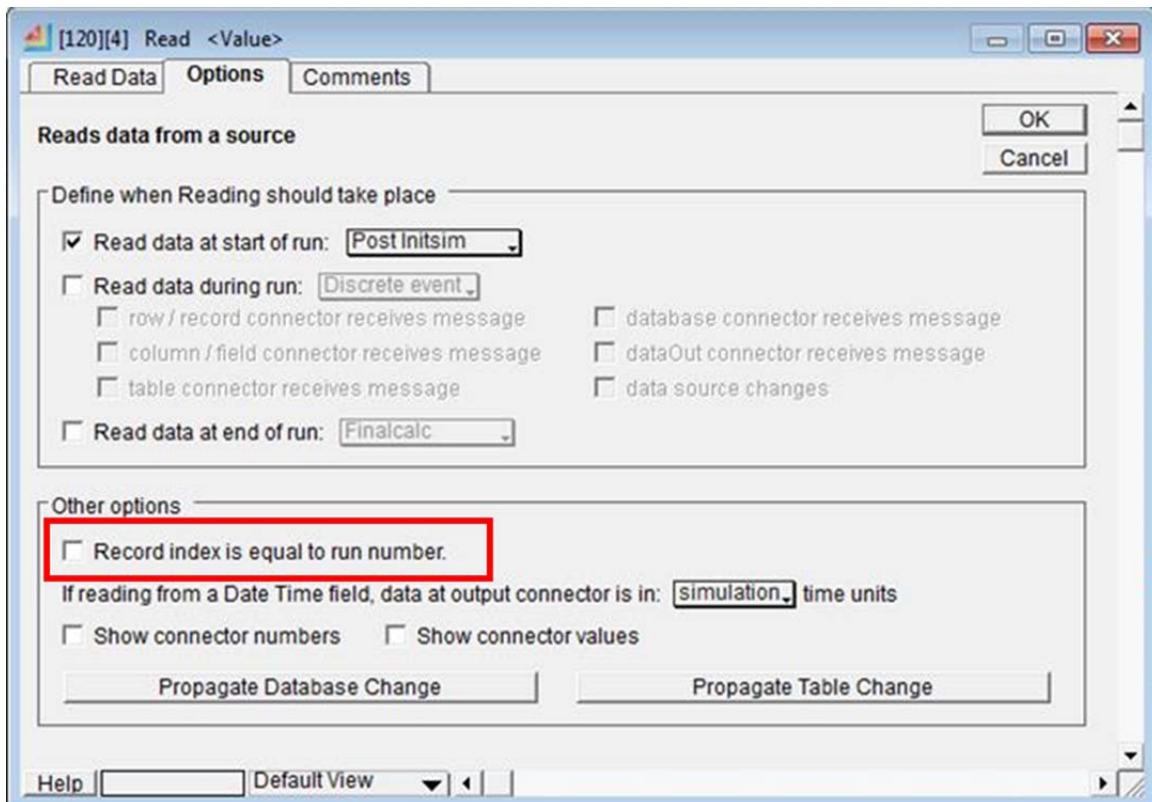 [120][4] Read <Value>
Read Data Options Comments
OK
Reads data from a source
Cancel
Define when Reading should take place
Read data at start of run: Post Initsim
Read data during run: Discrete event
row / record connector receives message database connector receives message
column / field connector receives message dataOut connector receives message
table connector receives message data source changes
Read data at end of run: Finalcalc
Other options
Record index is equal to run number.
If reading from a Date Time field, data at output connector is in: simulation time units
Show connector numbers Show connector values
Propagate Database Change Propagate Table Change
Help Default View